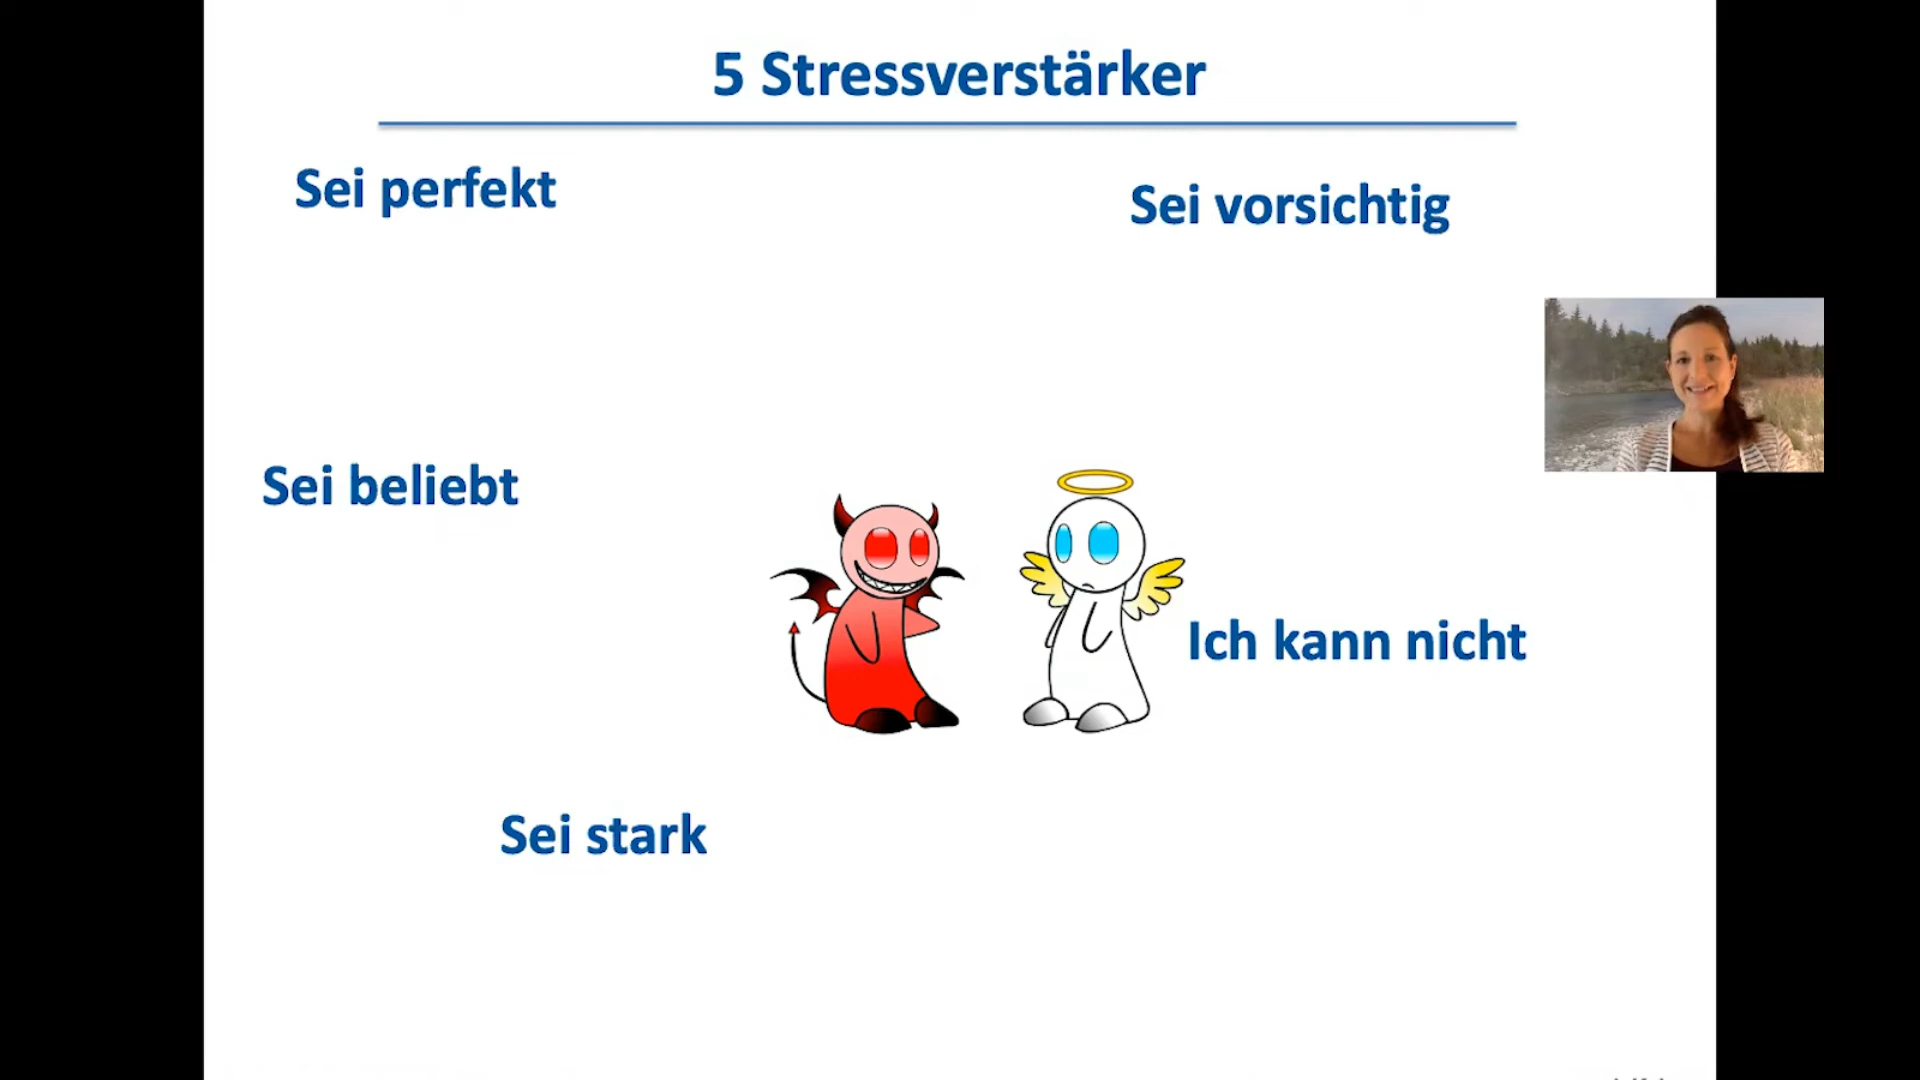 5 Stressverstärker
Sei perfekt
Sei vorsichtig
Sei beliebt
Ich kann nicht
Sei stark